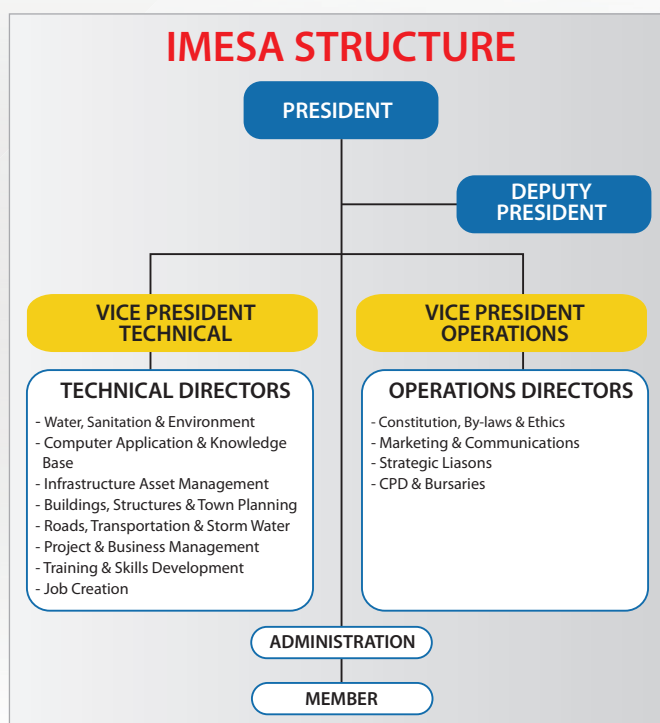 IMESA STRUCTURE
PRESIDENT
DEPUTY
PRESIDENT
VICE PRESIDENT
TECHNICAL
VICE PRESIDENT
OPERATIONS
TECHNICAL DIRECTORS
- Water, Sanitation & Environment
- Computer Application & Knowledge
Base
- Infrastructure Asset Management
- Buildings, Structures & Town Planning
- Roads, Transportation & Storm Water
- Project & Business Management
- Training & Skills Development
- Job Creation
OPERATIONS DIRECTORS
- Constitution, By-laws & Ethics
- Marketing & Communications
- Strategic Liasons
- CPD & Bursaries
ADMINISTRATION
MEMBER